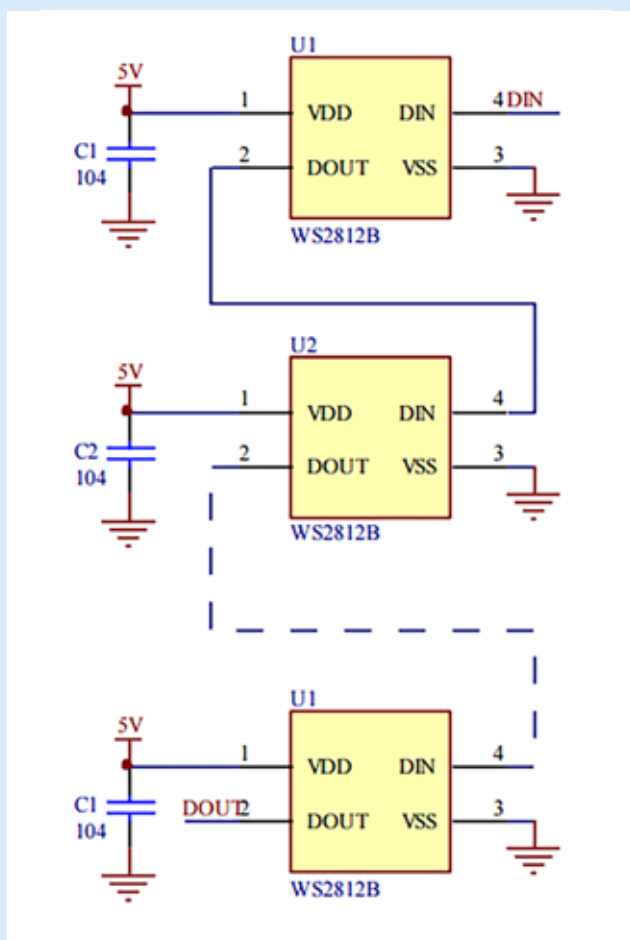 U1
5V
1 VDD DIN 4 DIN
C1
104
2 DOUT VSS 3
WS2812B
U2
5V
1 VDD DIN 4
C2
104
2 DOUT VSS 3
WS2812B
U1
5V
1 VDD DIN 4
C1
104
DOUT 2 DOUT VSS 3
WS2812B